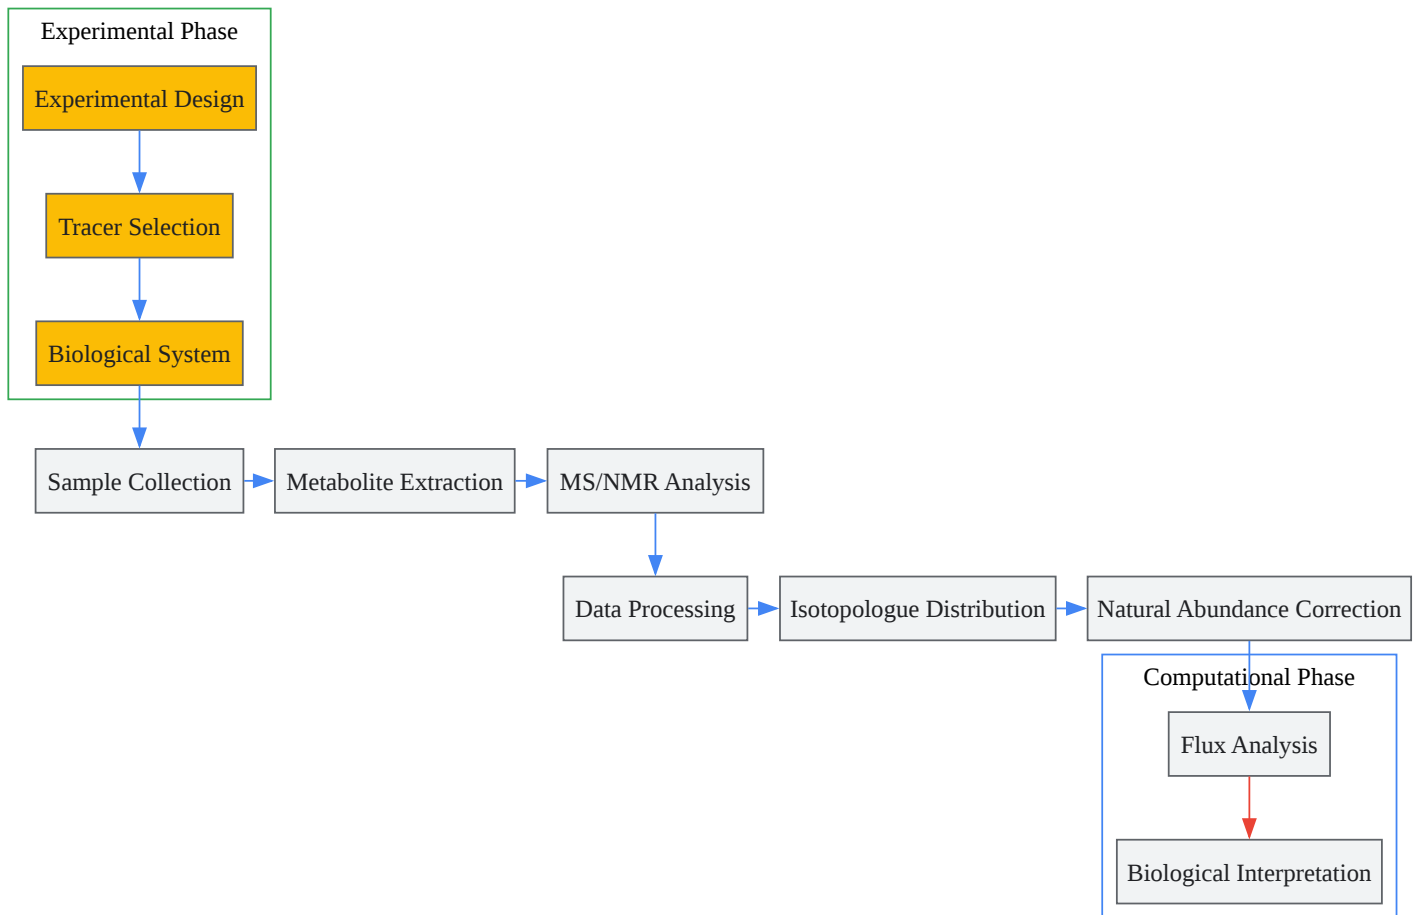 Experimental Phase
Experimental Design
Tracer Selection
Biological System
Sample Collection
Metabolite Extraction
MS/NMR Analysis
Data Processing
Isotopologue Distribution
Natural Abundance Correction
Computational Phase
Flux Analysis
Biological Interpretation